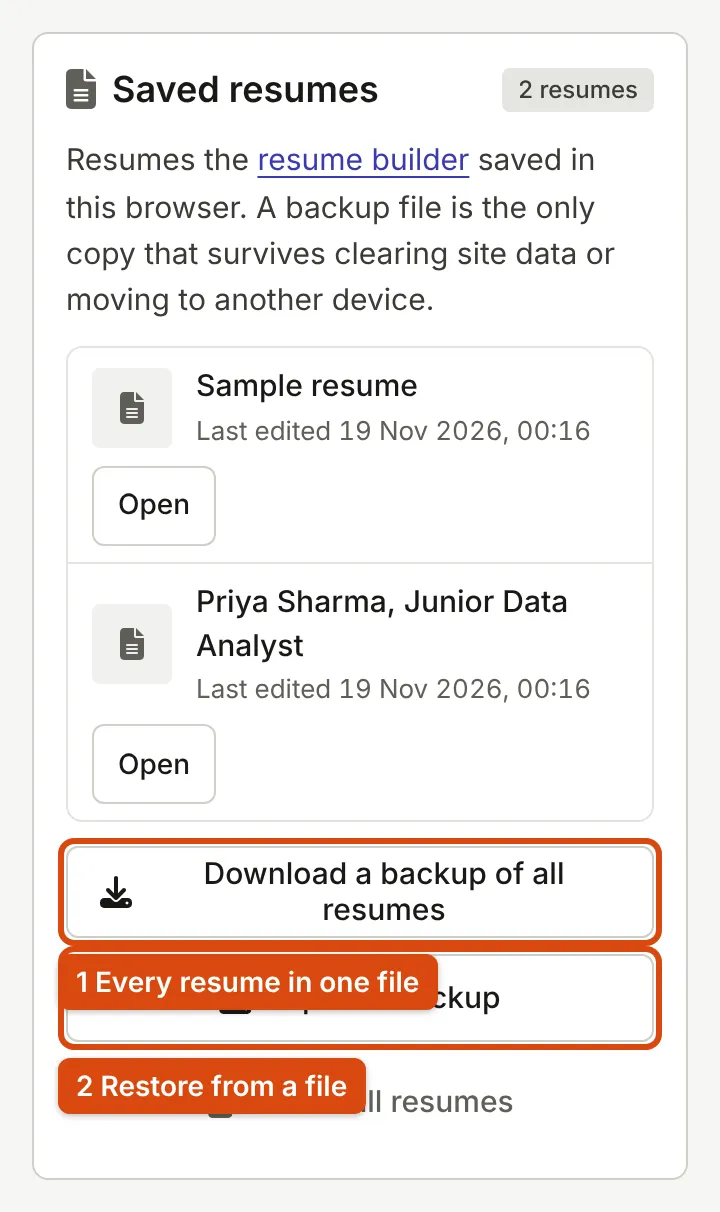 Saved resumes
2 resumes
Resumes the resume builder saved in
this browser. A backup file is the only
copy that survives clearing site data or
moving to another device.
Sample resume
Last edited 19 Nov 2026, 00:16
Open
Priya Sharma, Junior Data
Analyst
Last edited 19 Nov 2026, 00:16
Open
Download a backup of all
resumes
1 Every resume in one file
2 Restore from a file
resumes